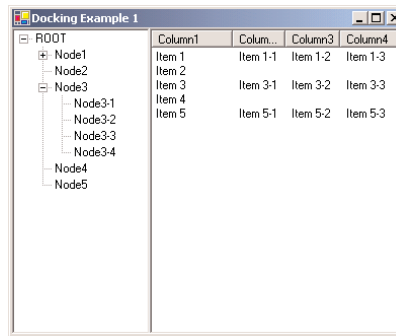 Docking Example 1
ROOT
Node1
Node2
Node3
Node3-1
Node3-2
Node3-3
Node3-4
Node4
Node5
Column1 Colum... Column3 Column4
Item 1 Item 1-1 Item 1-2 Item 1-3
Item 2
Item 3 Item 3-1 Item 3-2 Item 3-3
Item 4
Item 5 Item 5-1 Item 5-2 Item 5-3